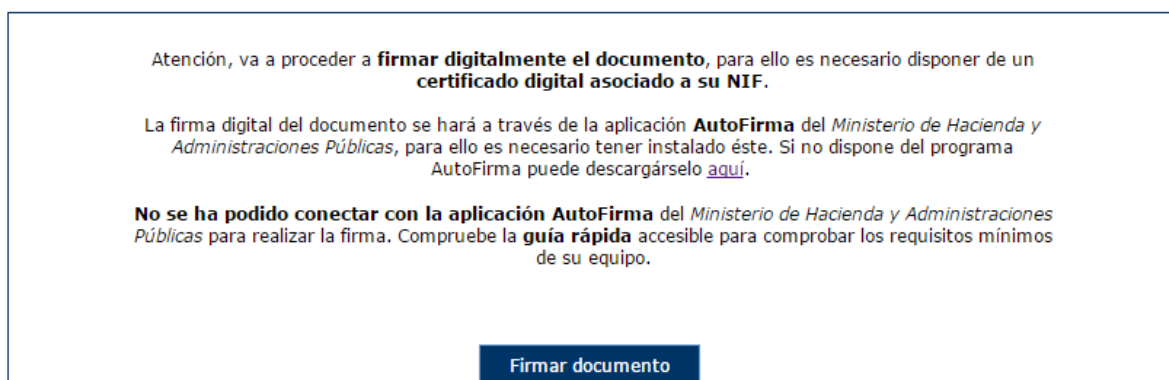 Atención, va a proceder a firmar digitalmente el documento, para ello es necesario disponer de un
certificado digital asociado a su NIF.
La firma digital del documento se hará a través de la aplicación AutoFirma del Ministerio de Hacienda y
Administraciones Públicas, para ello es necesario tener instalado éste. Si no dispone del programa
AutoFirma puede descargárselo aquí.
No se ha podido conectar con la aplicación AutoFirma del Ministerio de Hacienda y Administraciones
Públicas para realizar la firma. Compruebe la guía rápida accesible para comprobar los requisitos mínimos
de su equipo.
Firmar documento